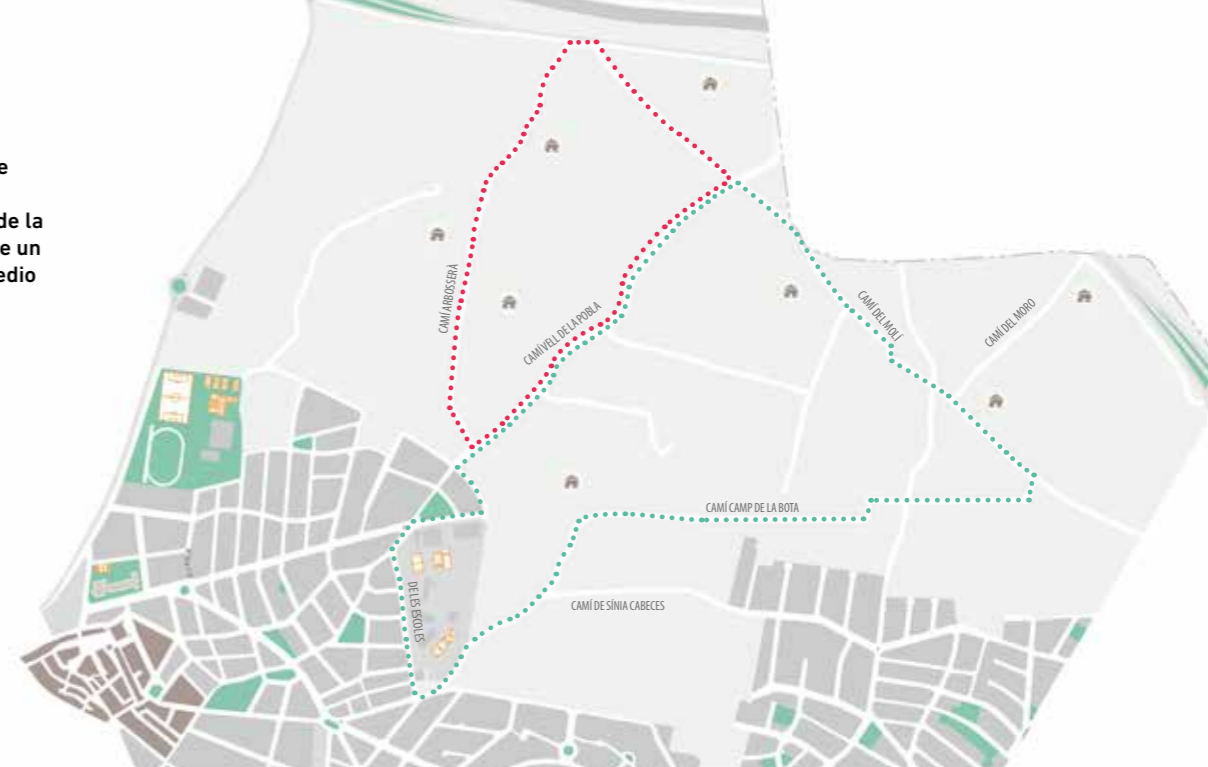 e
de la
e un
edio
CAMÍ ARBOSSERÁ
CAMÍ VELL DE LA POBLA
CAMÍ DEL MOLÍ
CAMÍ DEL MORO
CAMÍ CAMP DE LA BOTA
CAMÍ DE SÍNIA CABECES
DE LES ESCOLES